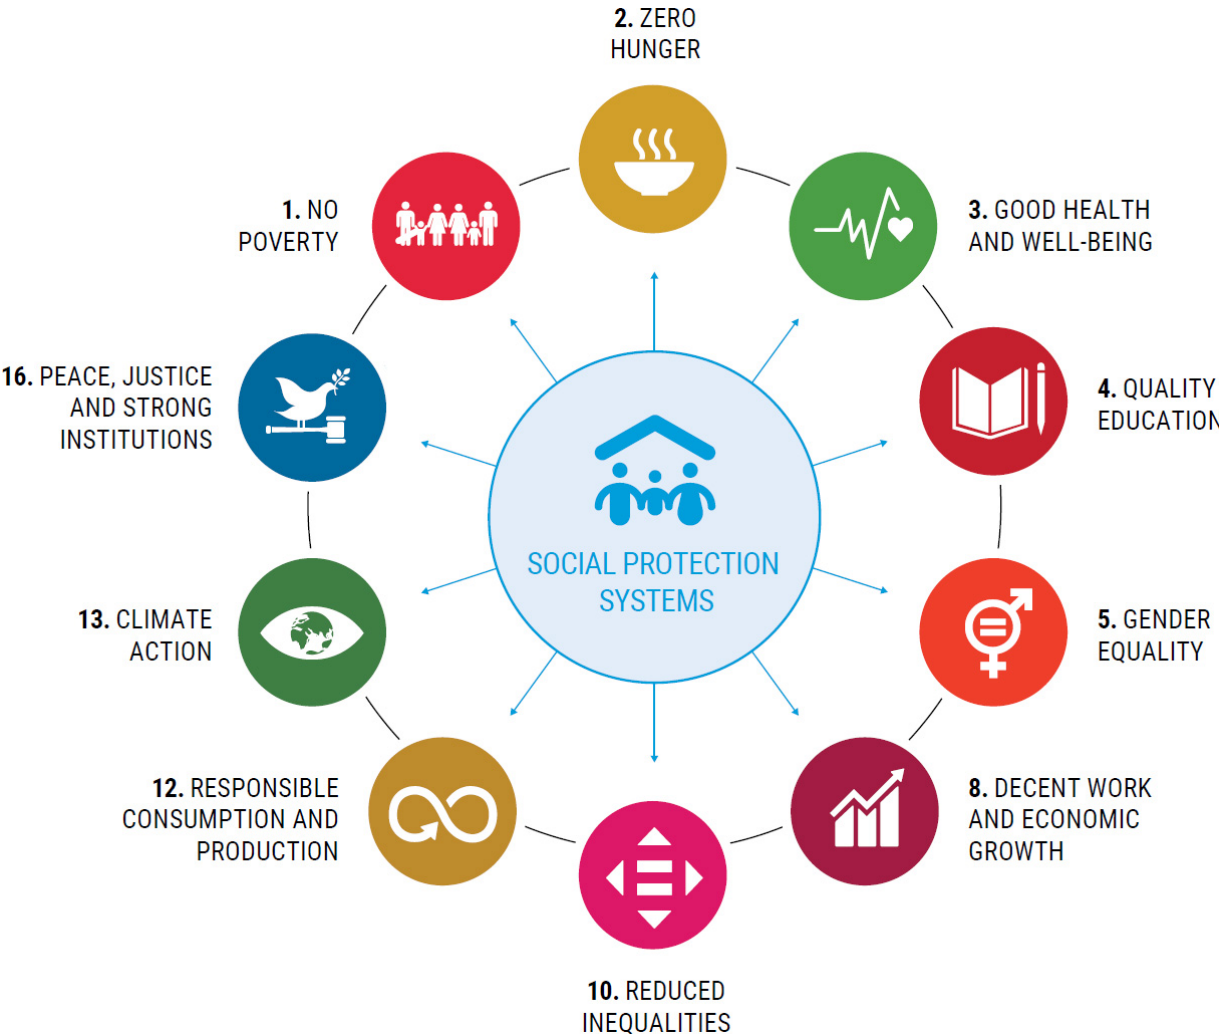 2. ZERO
HUNGER
1. NO
POVERTY
3. GOOD HEALTH
AND WELL-BEING
16. PEACE, JUSTICE
AND STRONG
INSTITUTIONS
4. QUALITY
EDUCATION
SOCIAL PROTECTION
SYSTEMS
13. CLIMATE
ACTION
5. GENDER
EQUALITY
12. RESPONSIBLE
CONSUMPTION AND
PRODUCTION
8. DECENT WORK
AND ECONOMIC
GROWTH
10. REDUCED
INEQUALITIES